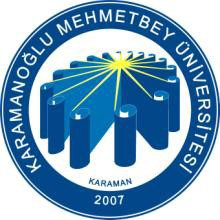 KARAMANOĞLU MEHMETBEY ÜNİVERSİTESİ
KARAMAN
2007